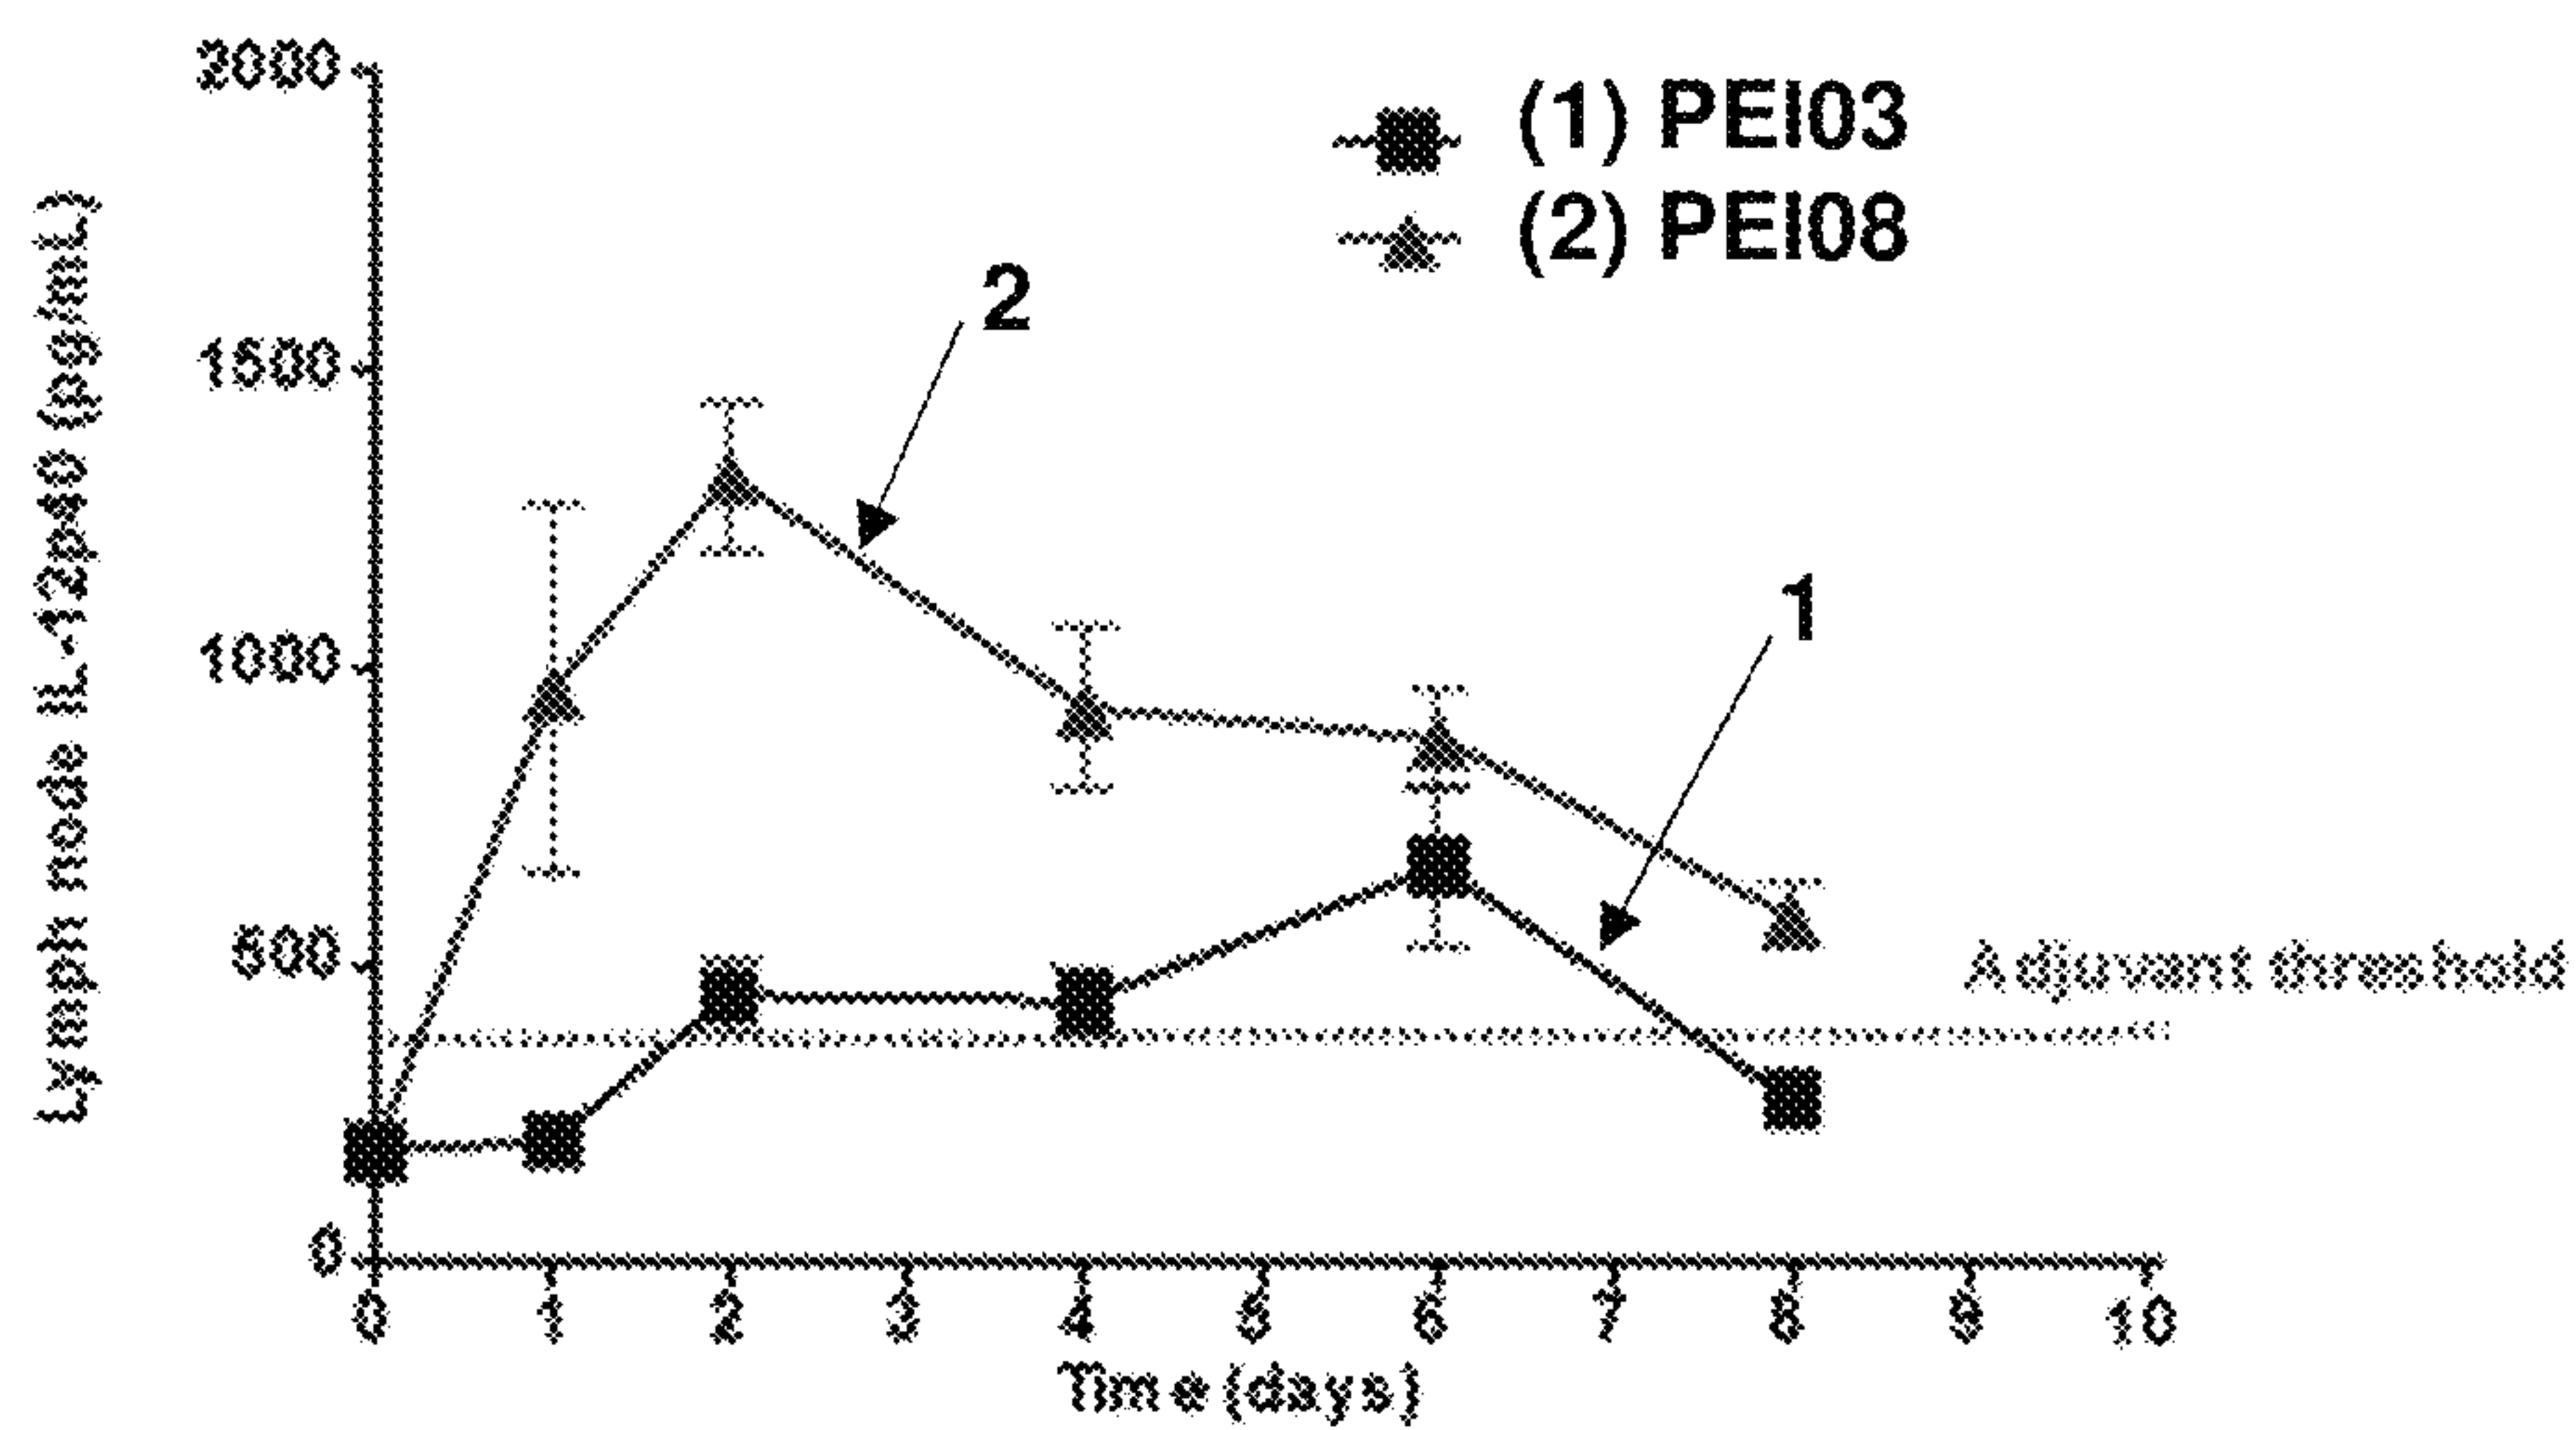 2000
(1) PEI03
(2) PEI08
2
1500
Lymph node IL-12p40 (pg/mL)
1
1000
500
Adjuvant threshold
0
0 1 2 3 4 5 6 7 8 9 10
Time (days)